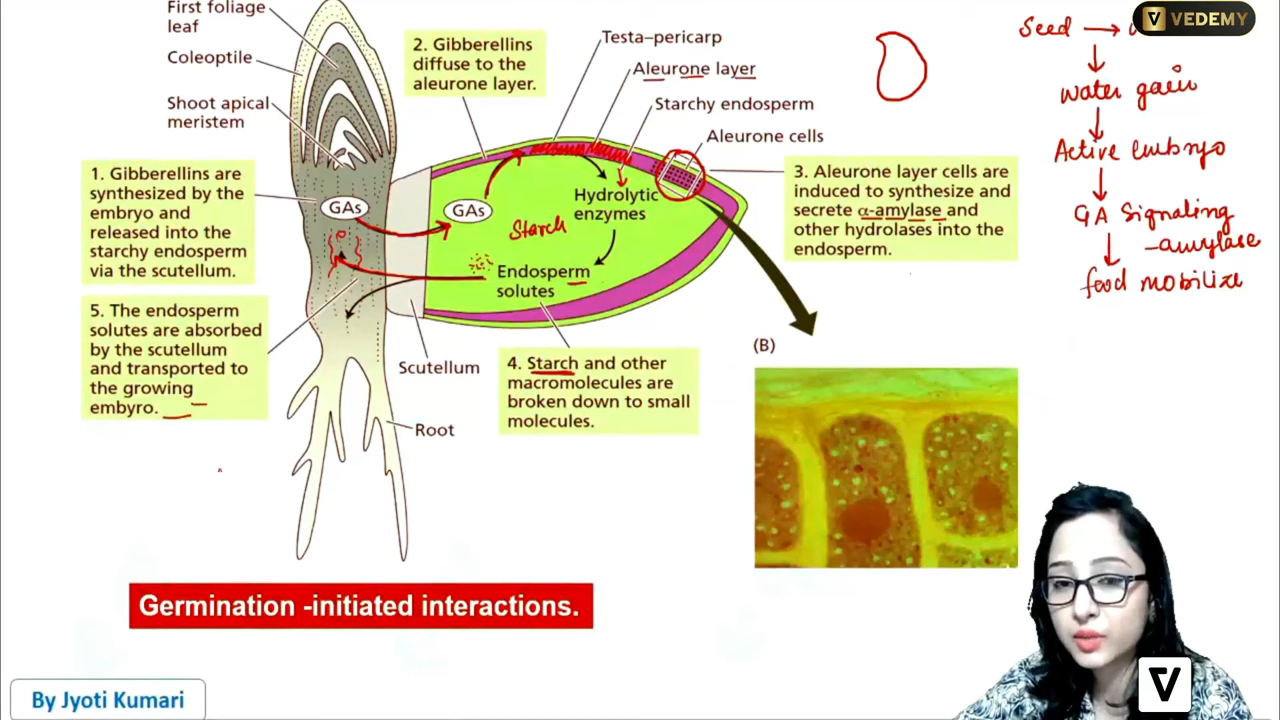 First foliage
leaf
Coleoptile
Shoot apical
meristem
1. Gibberellins are
synthesized by the
embryo and
released into the
starchy endosperm
via the scutellum.
5. The endosperm
solutes are absorbed
by the scutellum
and transported to
the growing
embyro.
2. Gibberellins
diffuse to the
aleurone layer.
Testa–pericarp
Aleurone layer
Starchy endosperm
Aleurone cells
GAs
GAs
Starch
Hydrolytic
enzymes
Endosperm
solutes
Scutellum
Root
4. Starch and other
macromolecules are
broken down to small
molecules.
3. Aleurone layer cells are
induced to synthesize and
secrete α-amylase and
other hydrolases into the
endosperm.
(B)
Seed
water gain
Active embryo
GA Signaling
-amylase
food mobilize
VEDEMY
Germination -initiated interactions.
By Jyoti Kumari